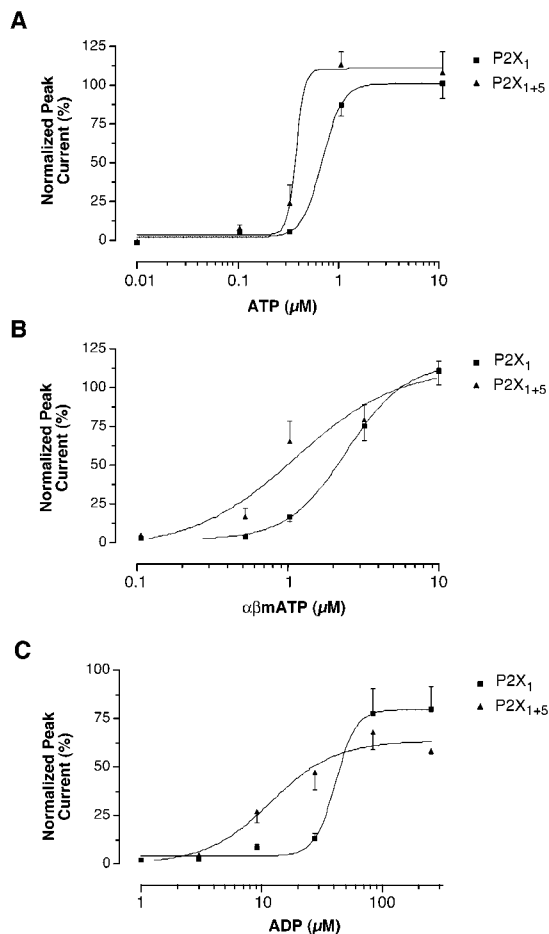 A
Normalized Peak
Current (%)
125
100
75
50
25
0
0.01
0.1
1
10
ATP (µM)
P2X1
P2X1+5
B
Normalized Peak
Current (%)
125
100
75
50
25
0
0.1
1
10
αβmATP (µM)
P2X1
P2X1+5
C
Normalized Peak
Current (%)
100
75
50
25
0
1
10
100
ADP (µM)
P2X1
P2X1+5